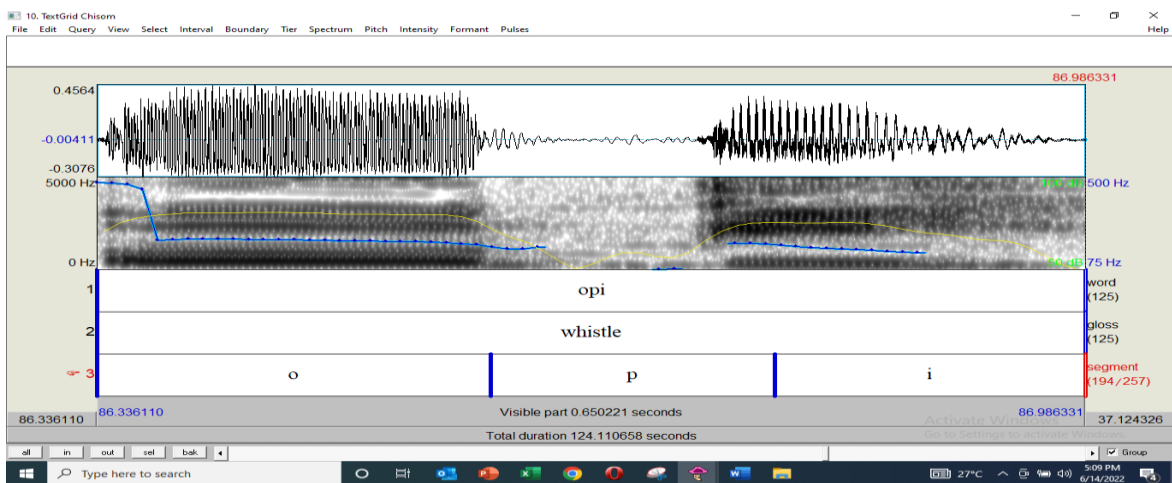 10. TextGrid Chisom
File Edit Query View Select Interval Boundary Tier Spectrum Pitch Intensity Formant Pulses Help
86.986331
0.4564
-0.00411
-0.3076
5000 Hz 500 Hz
0 Hz 75 Hz
1 opi word
(125)
2 whistle gloss
(125)
3 o p i segment
(194/257)
86.336110 86.336110 Visible part 0.650221 seconds 86.986331 37.124326
Total duration 124.110658 seconds
Activate Windows
Go to Settings to activate Windows.
all in out sel bak Group
Type here to search 27°C 5:09 PM
6/14/2022 4